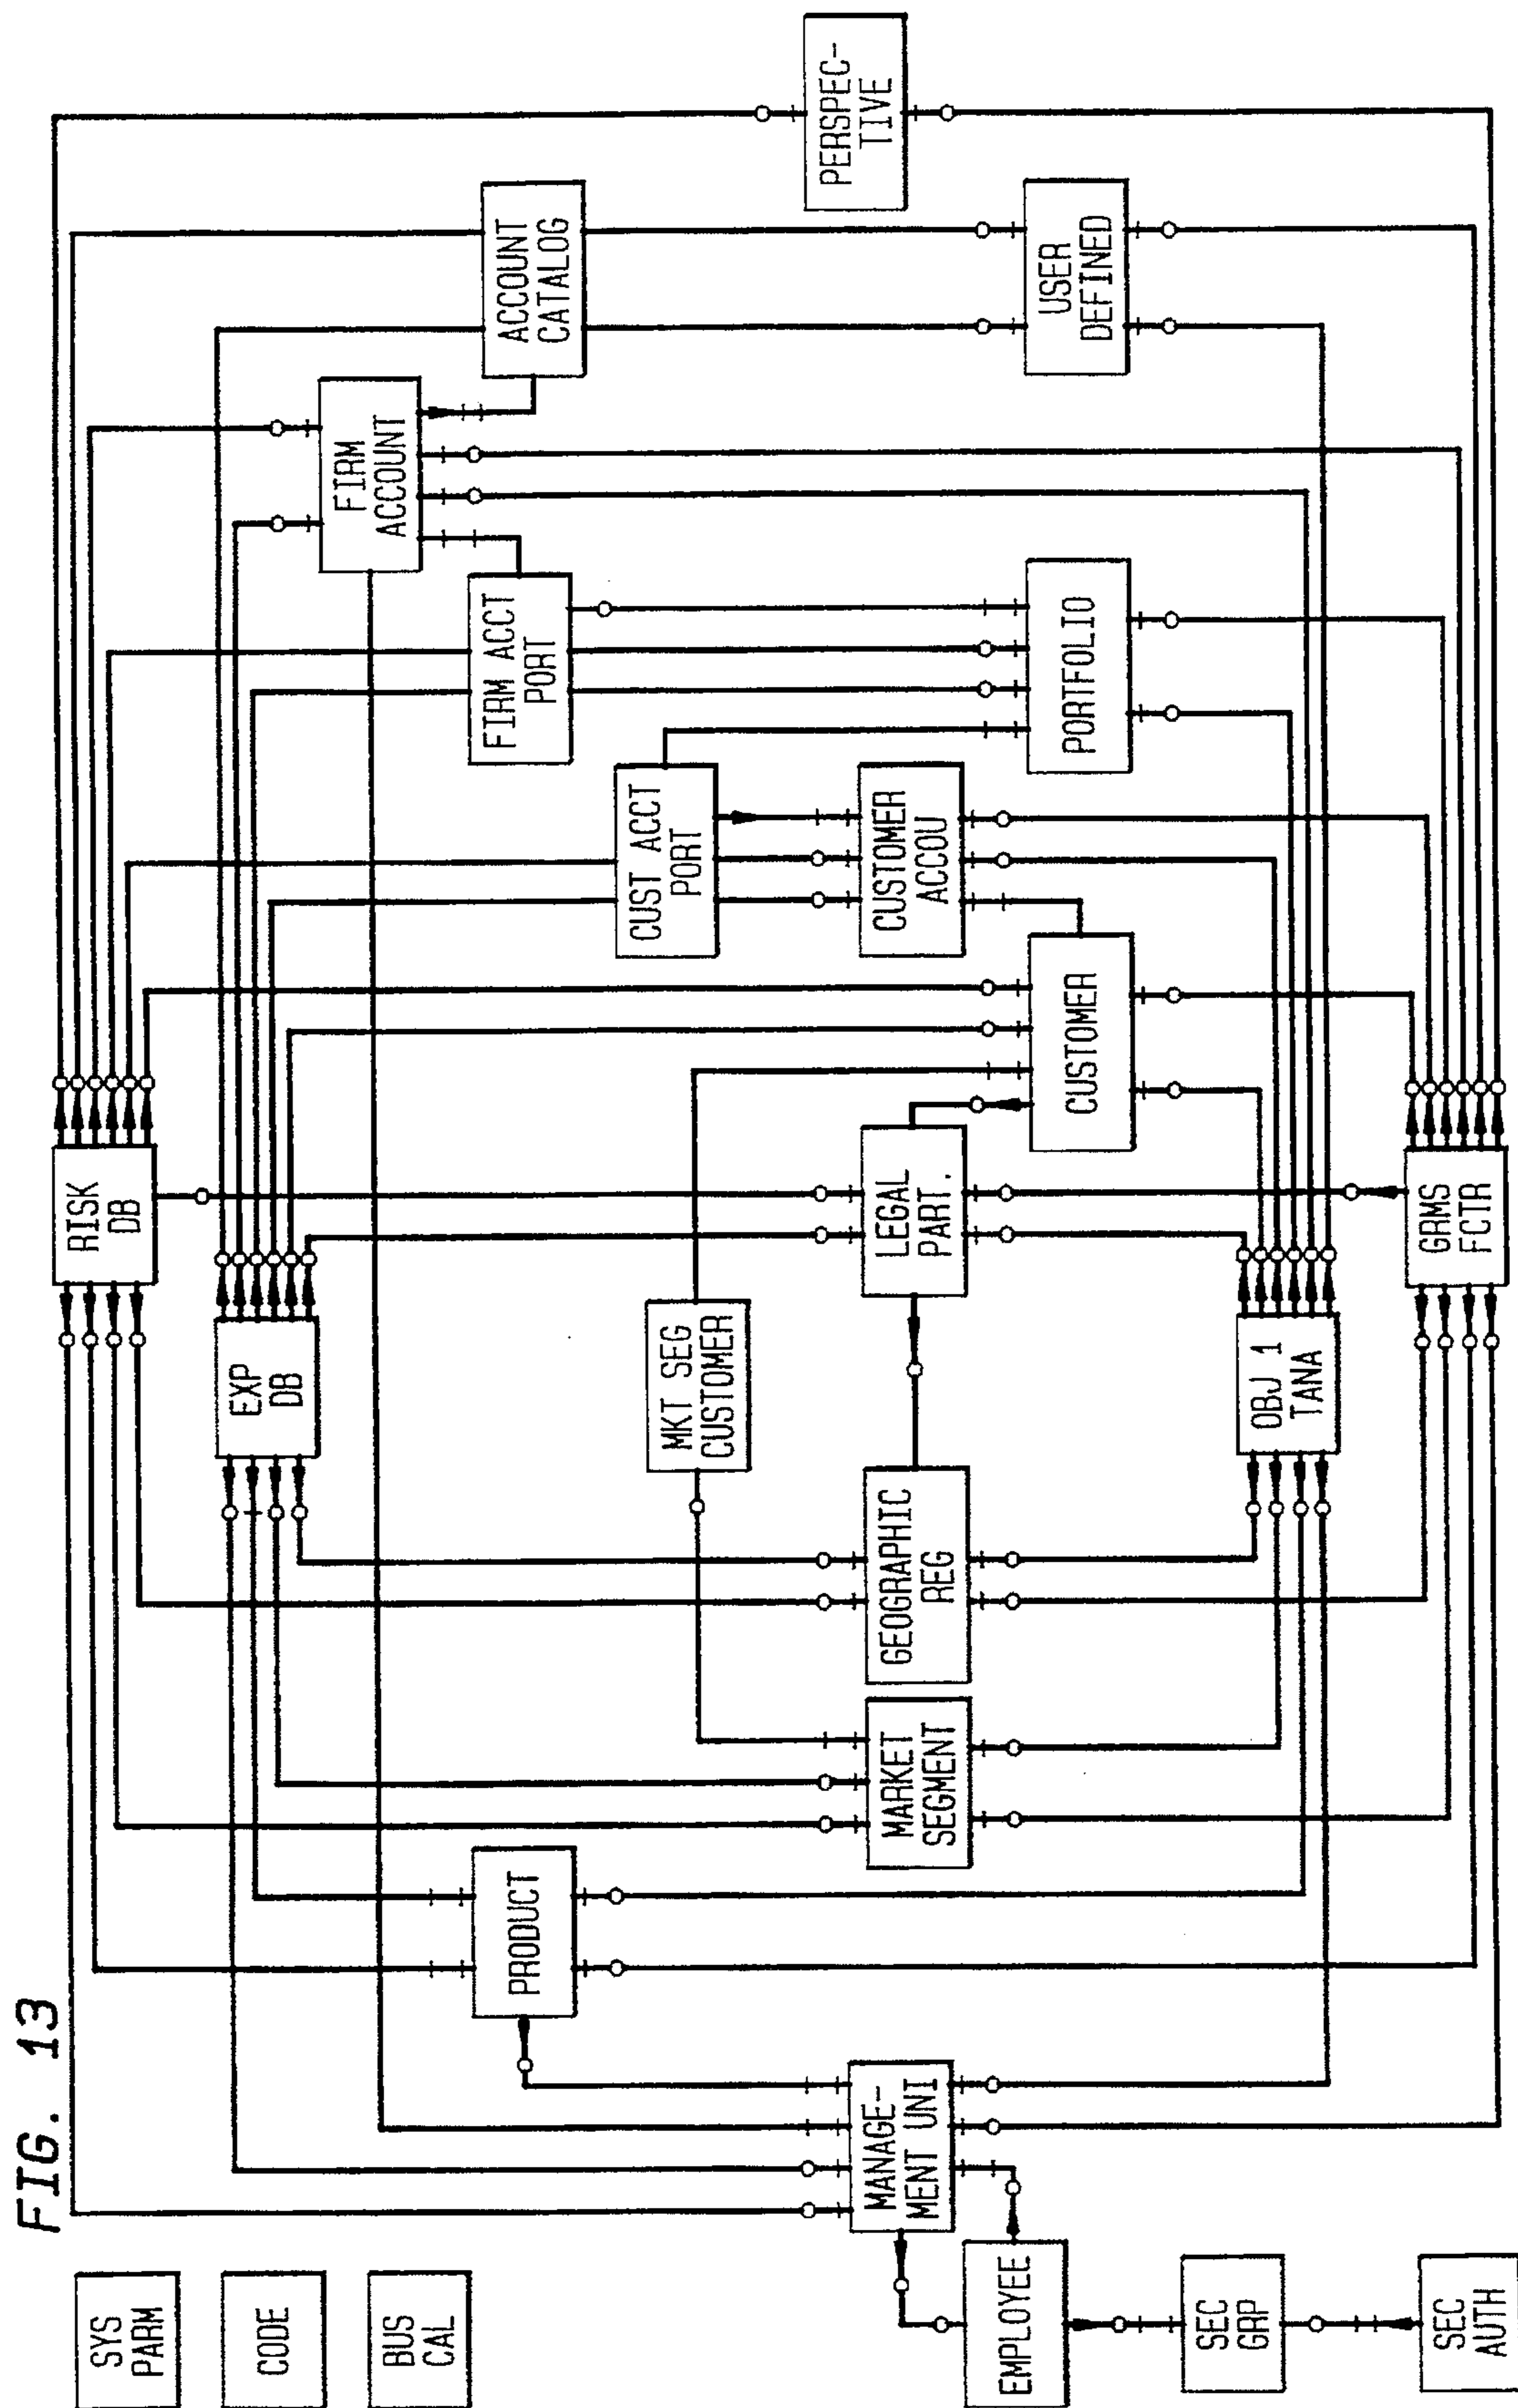 FIG. 13
SYS
PARM
CODE
BUS
CAL
RISK
DB
EXP
DB
PRODUCT
FIRM
ACCOUNT
ACCOUNT
CATALOG
FIRM ACCT
PORT
CUST ACCT
PORT
MKT SEG
CUSTOMER
PERSPEC-
TIVE
MANAGE-
MENT UNI
MARKET
SEGMENT
GEOGRAPHIC
REG
LEGAL
PART.
CUSTOMER
ACCOU
EMPLOYEE
CUSTOMER
PORTFOLIO
USER
DEFINED
SEC
GRP
OBJ 1
TANA
SEC
AUTH
GRMS
FCTR